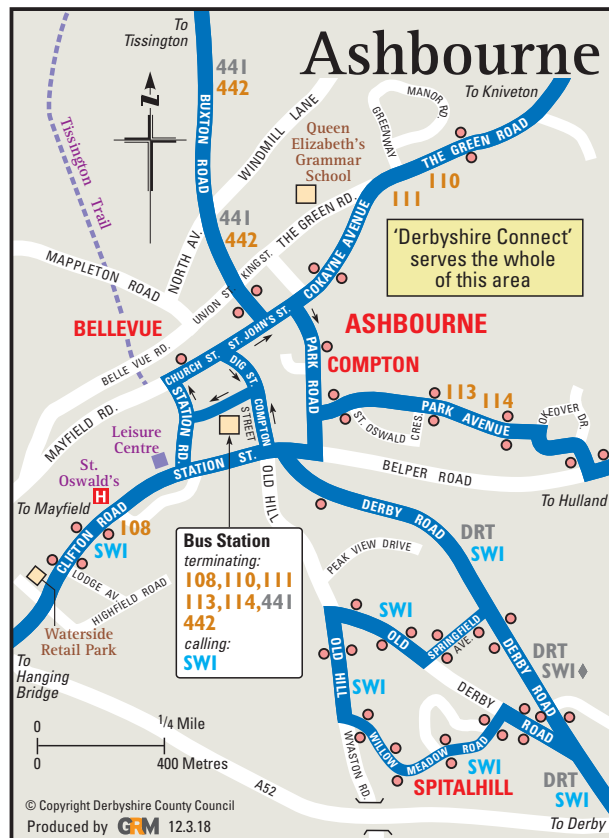 To
Tissington
Ashbourne
441
442
N
BUXTON ROAD
WINDMILL LANE
MANOR RD.
GREENWAY
To Kniveton
THE GREEN ROAD
Tissington Trail
Queen
Elizabeth's
Grammar
School
110
111
441
442
NORTH AV.
THE GREEN RD.
KING ST.
UNION ST.
COKAYNE AVENUE
'Derbyshire Connect'
serves the whole
of this area
MAPPLETON ROAD
BELLEVUE
ST. JOHN'S ST.
ASHBOURNE
COMPTON
BELLE VUE RD.
CHURCH ST.
DIG ST.
PARK ROAD
113
114
MAYFIELD RD.
STATION RD.
COMPTON
STREET
ST. OSWALD
CRES.
PARK AVENUE
OKEOVER DR.
Leisure
Centre
STATION ST.
BELPER ROAD
St.
Oswald's
H
To Mayfield
To Hulland
OLD HILL
DERBY ROAD
108
SWI
CLIFTON ROAD
LODGE AV.
HIGHFIELD ROAD
Waterside
Retail Park
To
Hanging
Bridge
Bus Station
terminating:
108,110,111
113,114,441
442
calling:
SWI
PEAK VIEW DRIVE
DRT
SWI
SWI
OLD
SPRINGFIELD
AVE.
OLD HILL
SWI
DERBY
ROAD
DERBY ROAD
DRT
SWI♦
WILLOW MEADOW ROAD
SWI
SPITALHILL
WYASTON RD.
DRT
SWI
To Derby
A52
0 1/4 Mile
0 400 Metres
© Copyright Derbyshire County Council
Produced by GRM 12.3.18